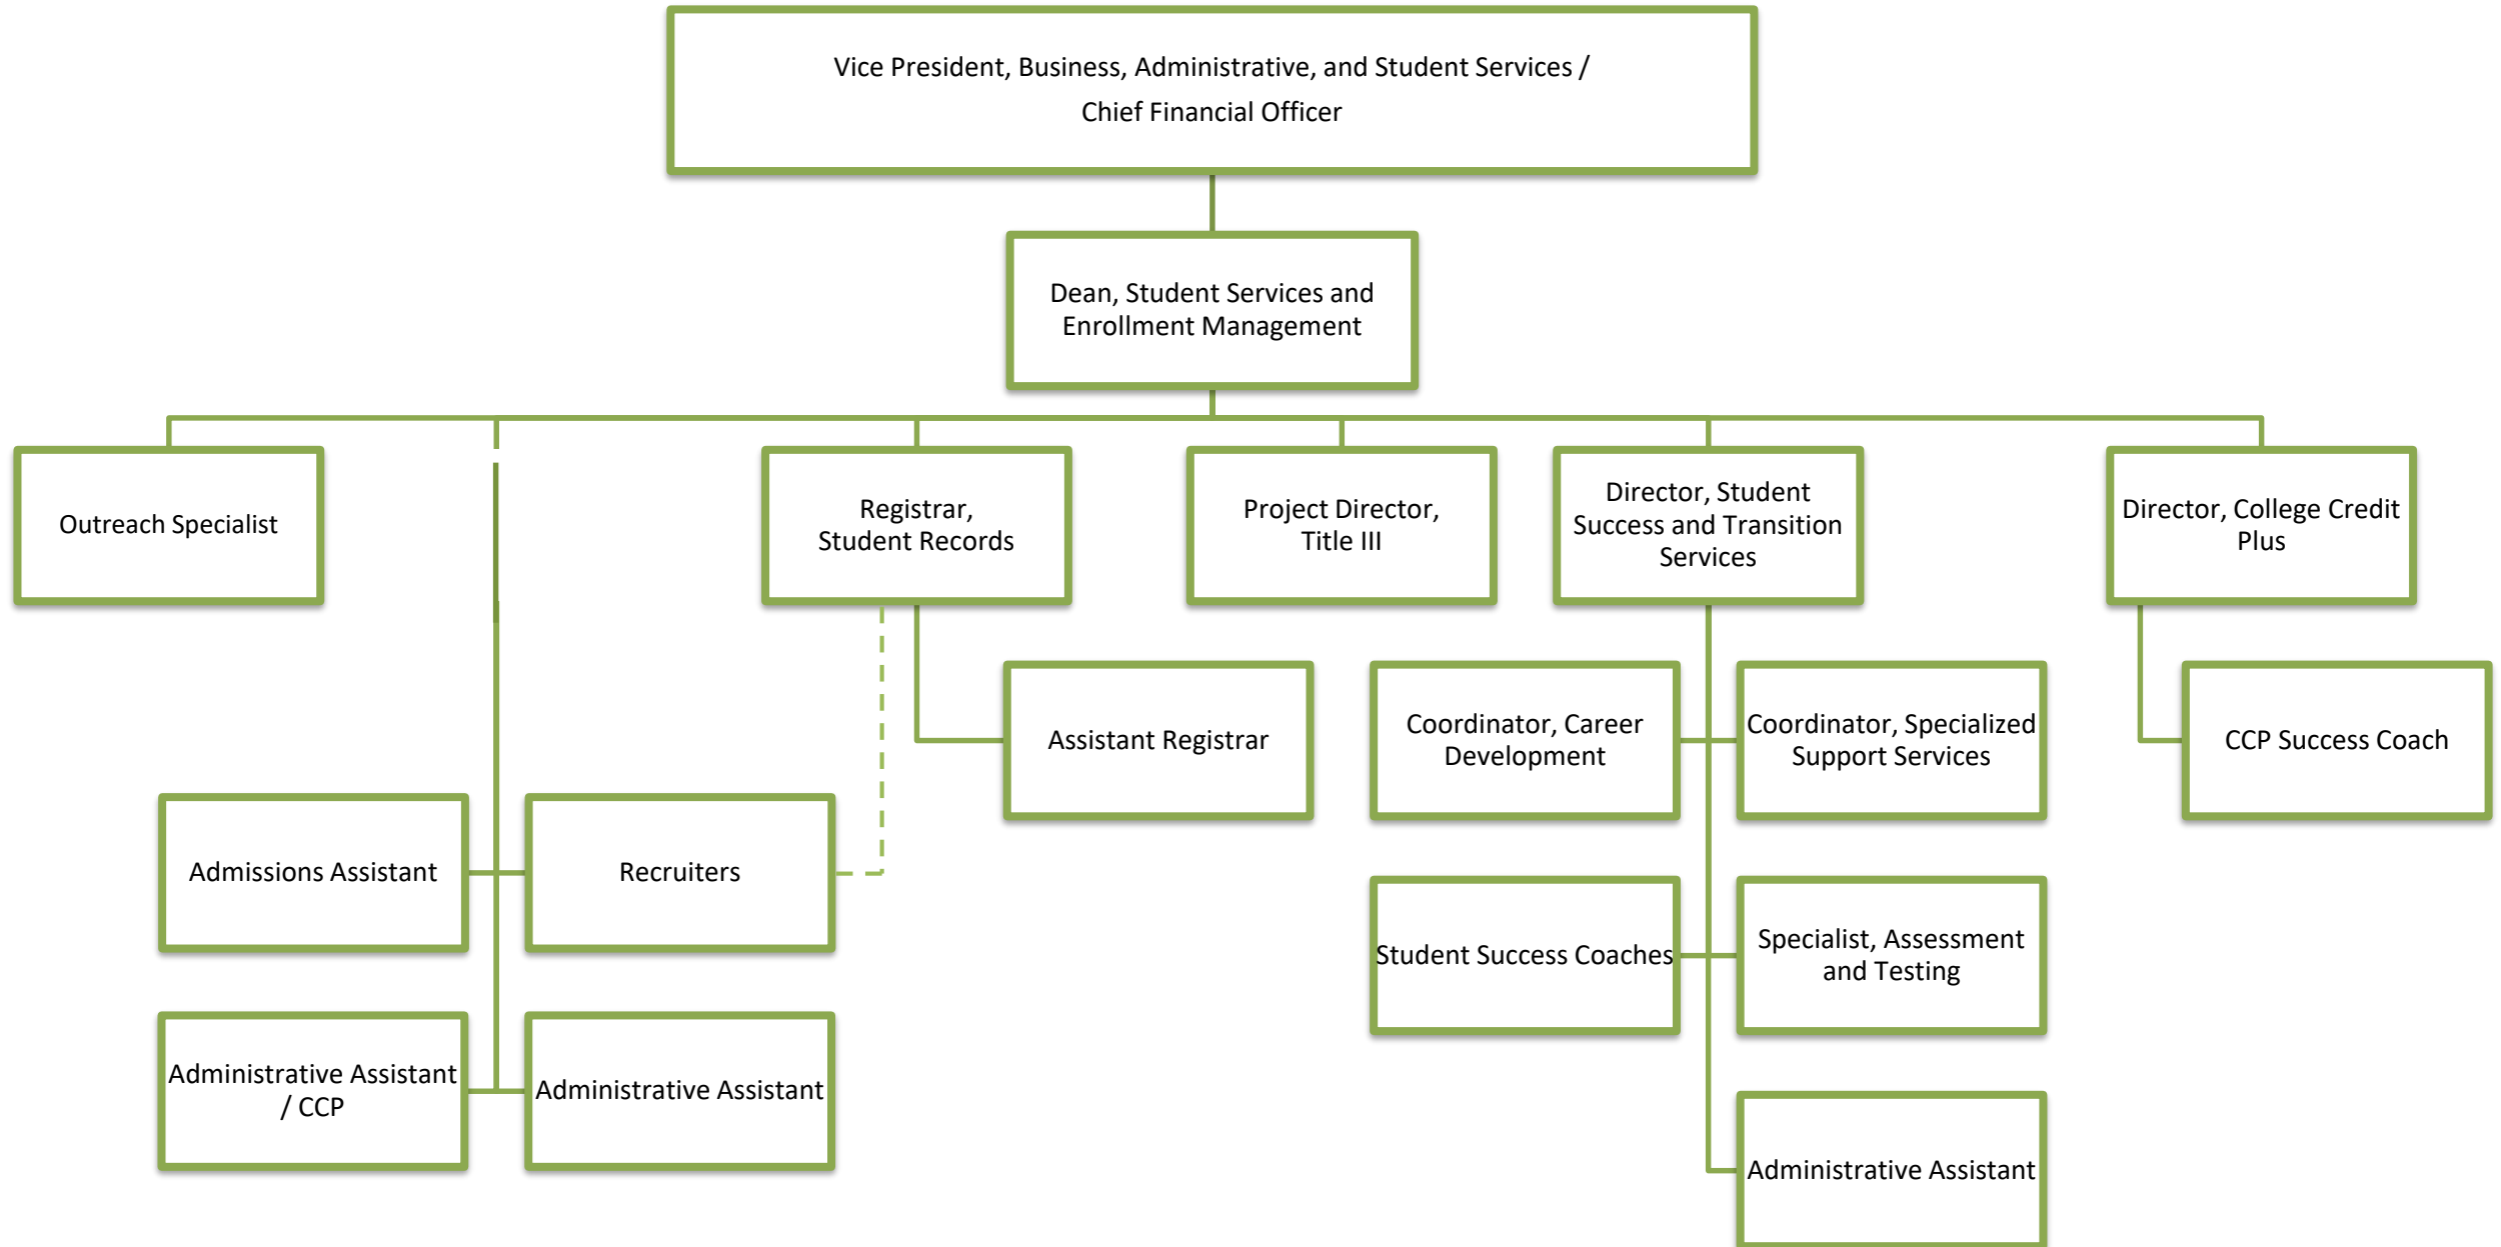 Vice President, Business, Administrative, and Student Services /
Chief Financial Officer
Dean, Student Services and
Enrollment Management
Outreach Specialist
Registrar,
Student Records
Project Director,
Title III
Director, Student
Success and Transition
Services
Director, College Credit
Plus
Assistant Registrar
Coordinator, Career
Development
Coordinator, Specialized
Support Services
CCP Success Coach
Admissions Assistant
Recruiters
Student Success Coaches
Specialist, Assessment
and Testing
Administrative Assistant
/ CCP
Administrative Assistant
Administrative Assistant